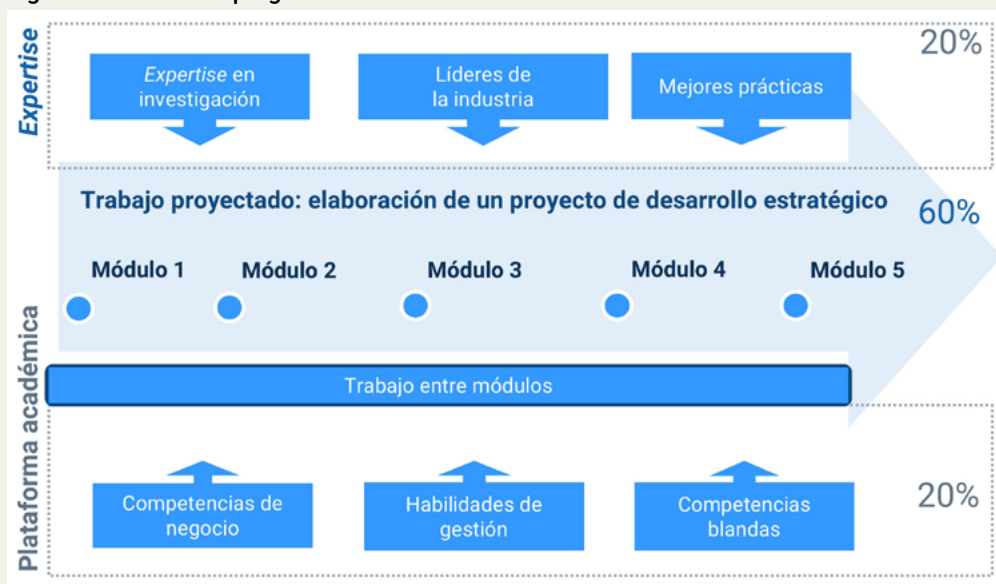 Expertise
20%
Expertise en
investigación
Líderes de
la industria
Mejores prácticas
Trabajo proyectado: elaboración de un proyecto de desarrollo estratégico
60%
Módulo 1
Módulo 2
Módulo 3
Módulo 4
Módulo 5
Trabajo entre módulos
Plataforma académica
Competencias de
negocio
Habilidades de
gestión
Competencias
blandas
20%